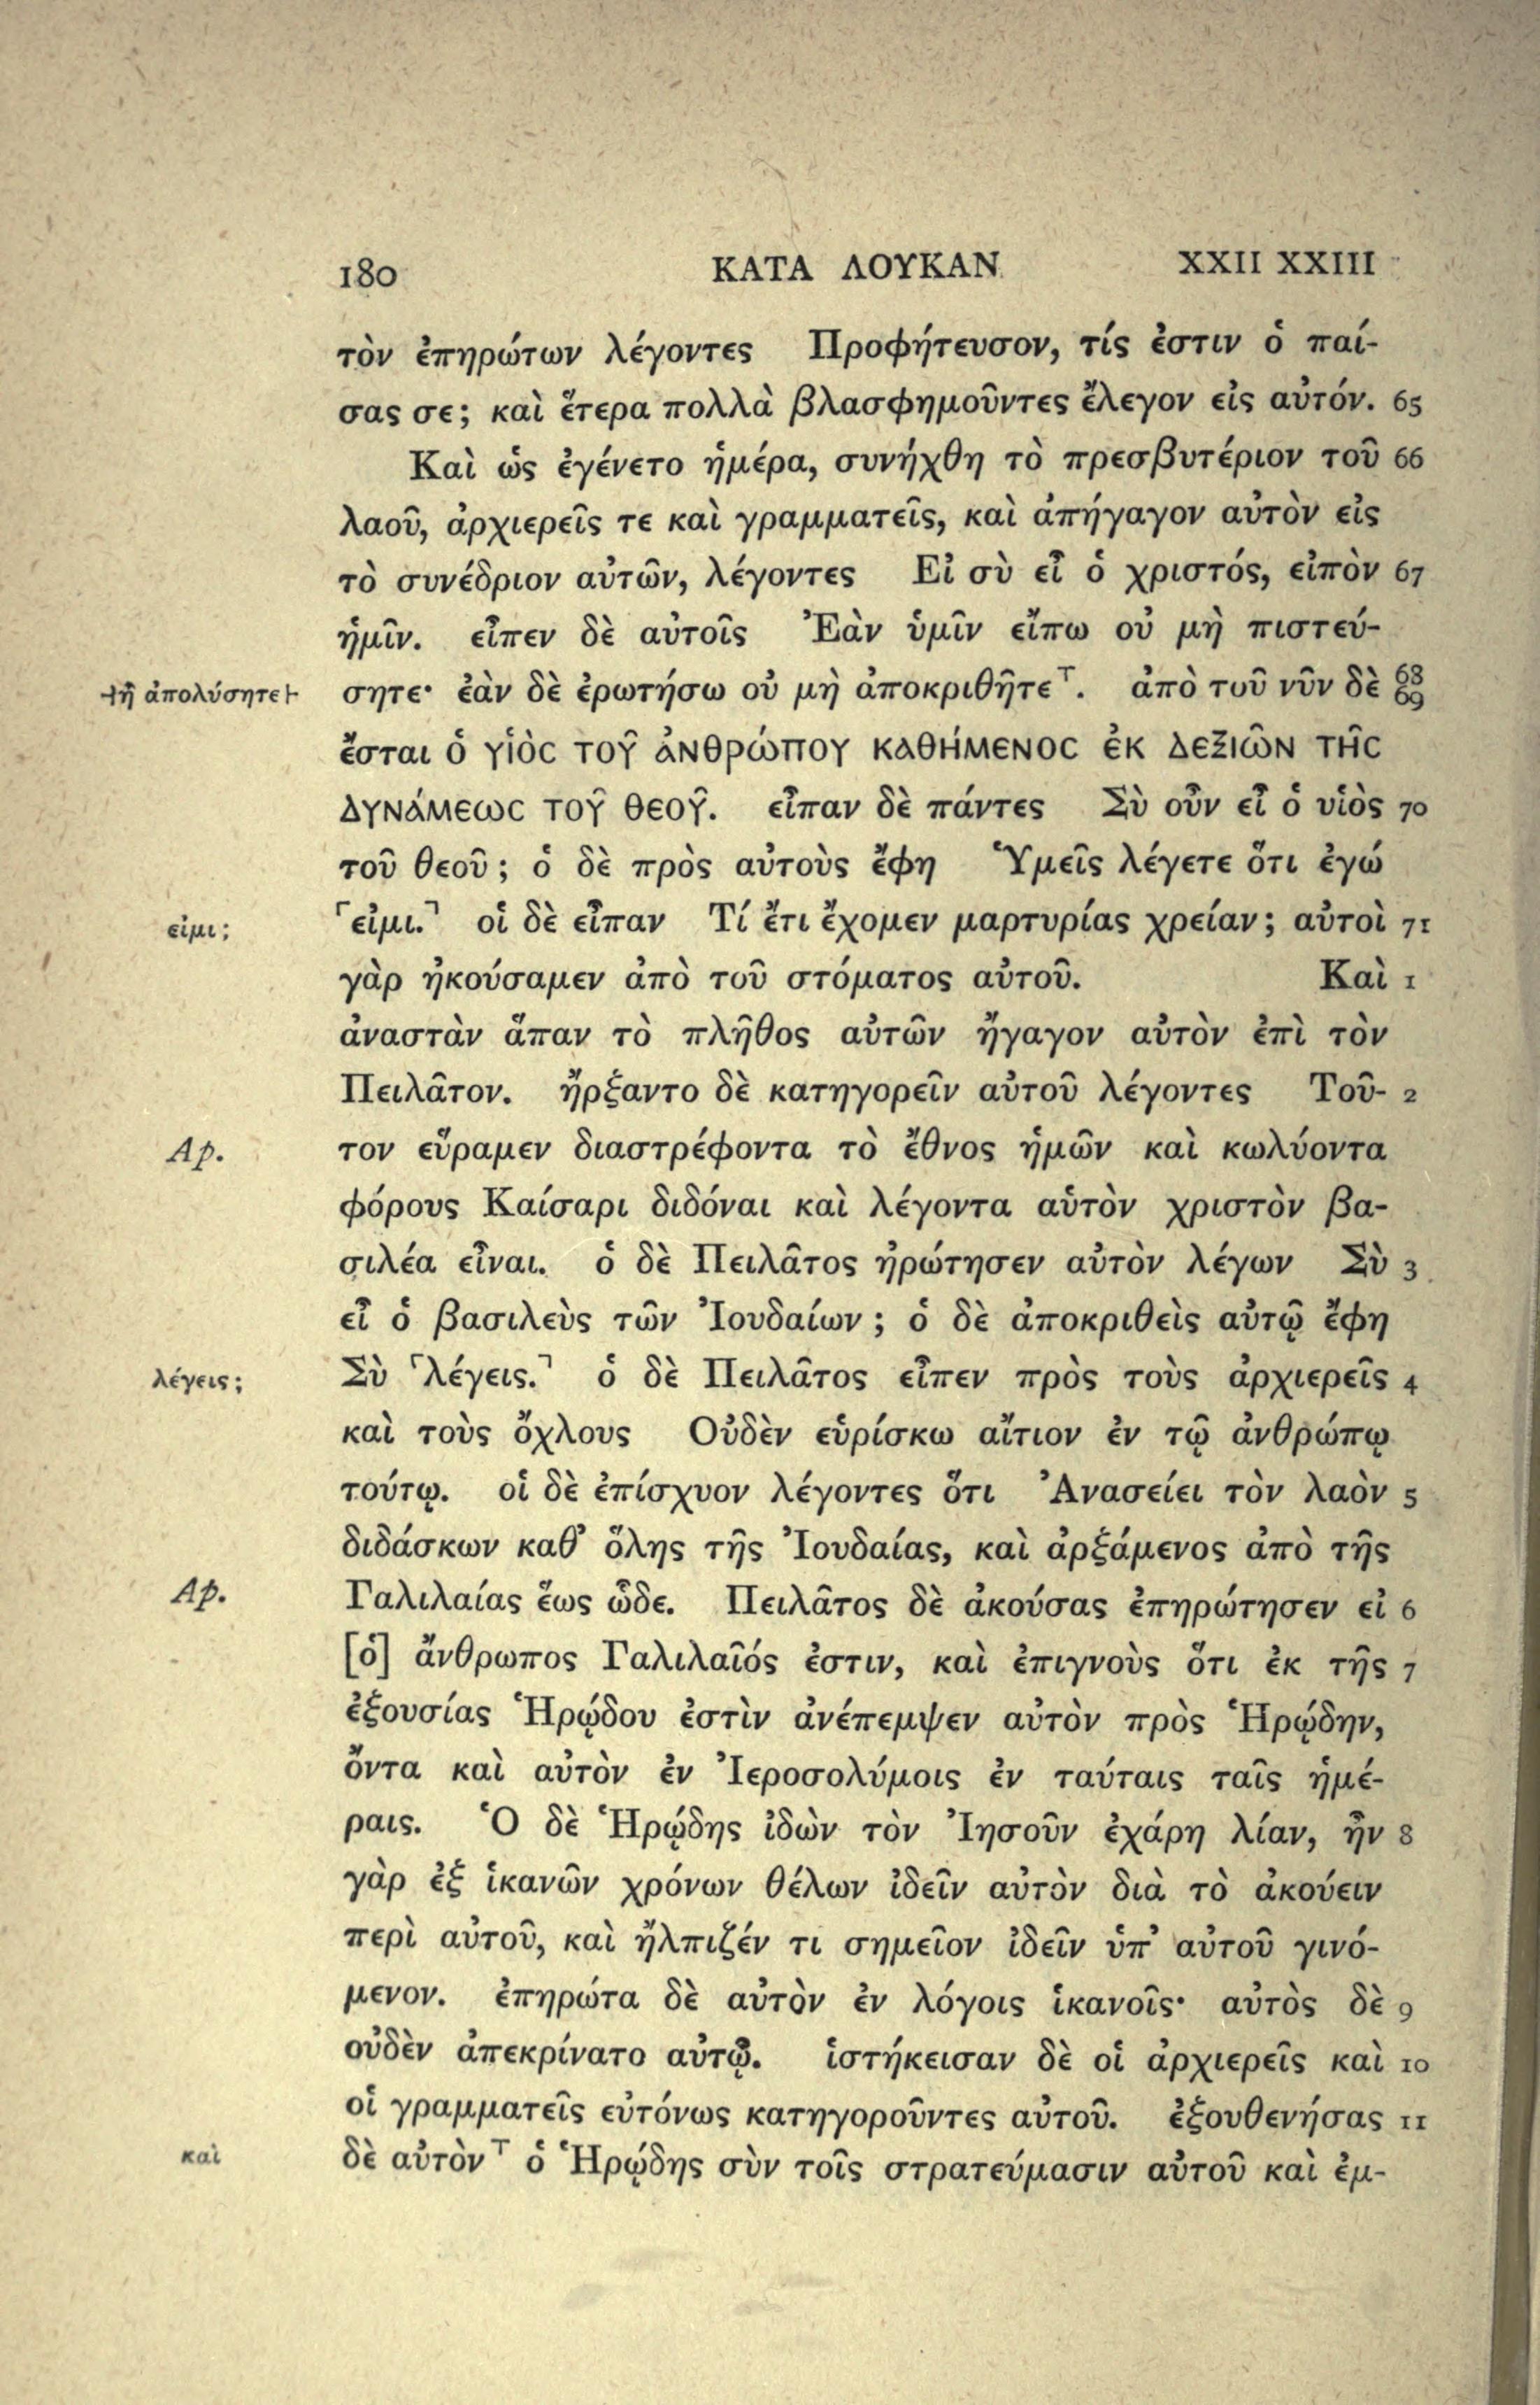 180 ΚΑΤΑ ΛΟΥΚΑΝ XXII XXIII
τὸν ἐπηρώτων λέγοντες Προφήτευσον, τίς ἐστιν ὁ παί-
σας σε; καὶ ἕτερα πολλὰ βλασφημοῦντες ἔλεγον εἰς αὐτόν. 65
Καὶ ὡς ἐγένετο ἡμέρα, συνήχθη τὸ πρεσβυτέριον τοῦ 66
λαοῦ, ἀρχιερεῖς τε καὶ γραμματεῖς, καὶ ἀπήγαγον αὐτὸν εἰς
τὸ συνέδριον αὐτῶν, λέγοντες Εἰ σὺ εἶ ὁ χριστός, εἰπὸν 67
ἡμῖν. εἶπεν δὲ αὐτοῖς Ἐὰν ὑμῖν εἴπω οὐ μὴ πιστεύ-
⊣ἢ ἀπολύσητε⊢ σητε· ἐὰν δὲ ἐρωτήσω οὐ μὴ ἀποκριθῆτε⊤. ἀπὸ τοῦ νῦν δὲ 68 69
ἔσται ὁ γἱὸϲ τοῦ ἀνθρώπου καθήμενοϲ ἐκ δεξιῶν τῆϲ
δυνάμεωϲ τοῦ θεοῦ. εἶπαν δὲ πάντες Σὺ οὖν εἶ ὁ υἱὸς 70
τοῦ θεοῦ; ὁ δὲ πρὸς αὐτοὺς ἔφη Ὑμεῖς λέγετε ὅτι ἐγώ
εἰμι; ⌜εἰμι.⌝ οἱ δὲ εἶπαν Τί ἔτι ἔχομεν μαρτυρίας χρείαν; αὐτοὶ 71
γὰρ ἠκούσαμεν ἀπὸ τοῦ στόματος αὐτοῦ. Καὶ 1
ἀναστὰν ἅπαν τὸ πλῆθος αὐτῶν ἤγαγον αὐτὸν ἐπὶ τὸν
Πειλᾶτον. ἤρξαντο δὲ κατηγορεῖν αὐτοῦ λέγοντες Τοῦ- 2
Ap. τον εὕραμεν διαστρέφοντα τὸ ἔθνος ἡμῶν καὶ κωλύοντα
φόρους Καίσαρι διδόναι καὶ λέγοντα αὑτὸν χριστὸν βα-
σιλέα εἶναι. ὁ δὲ Πειλᾶτος ἠρώτησεν αὐτὸν λέγων Σὺ 3
εἶ ὁ βασιλεὺς τῶν Ἰουδαίων; ὁ δὲ ἀποκριθεὶς αὐτῷ ἔφη
λέγεις; Σὺ ⌜λέγεις.⌝ ὁ δὲ Πειλᾶτος εἶπεν πρὸς τοὺς ἀρχιερεῖς 4
καὶ τοὺς ὄχλους Οὐδὲν εὑρίσκω αἴτιον ἐν τῷ ἀνθρώπῳ
τούτῳ. οἱ δὲ ἐπίσχυον λέγοντες ὅτι Ἀνασείει τὸν λαὸν 5
διδάσκων καθ’ ὅλης τῆς Ἰουδαίας, καὶ ἀρξάμενος ἀπὸ τῆς
Ap. Γαλιλαίας ἕως ὧδε. Πειλᾶτος δὲ ἀκούσας ἐπηρώτησεν εἰ 6
[ὁ] ἄνθρωπος Γαλιλαῖός ἐστιν, καὶ ἐπιγνοὺς ὅτι ἐκ τῆς 7
ἐξουσίας Ἡρῴδου ἐστὶν ἀνέπεμψεν αὐτὸν πρὸς Ἡρῴδην,
ὄντα καὶ αὐτὸν ἐν Ἰεροσολύμοις ἐν ταύταις ταῖς ἡμέ-
ραις. Ὁ δὲ Ἡρῴδης ἰδὼν τὸν Ἰησοῦν ἐχάρη λίαν, ἦν 8
γὰρ ἐξ ἱκανῶν χρόνων θέλων ἰδεῖν αὐτὸν διὰ τὸ ἀκούειν
περὶ αὐτοῦ, καὶ ἤλπιζέν τι σημεῖον ἰδεῖν ὑπ’ αὐτοῦ γινό-
μενον. ἐπηρώτα δὲ αὐτὸν ἐν λόγοις ἱκανοῖς· αὐτὸς δὲ 9
οὐδὲν ἀπεκρίνατο αὐτῷ. ἱστήκεισαν δὲ οἱ ἀρχιερεῖς καὶ 10
οἱ γραμματεῖς εὐτόνως κατηγοροῦντες αὐτοῦ. ἐξουθενήσας 11
καὶ δὲ αὐτὸν⊤ ὁ Ἡρῴδης σὺν τοῖς στρατεύμασιν αὐτοῦ καὶ ἐμ-